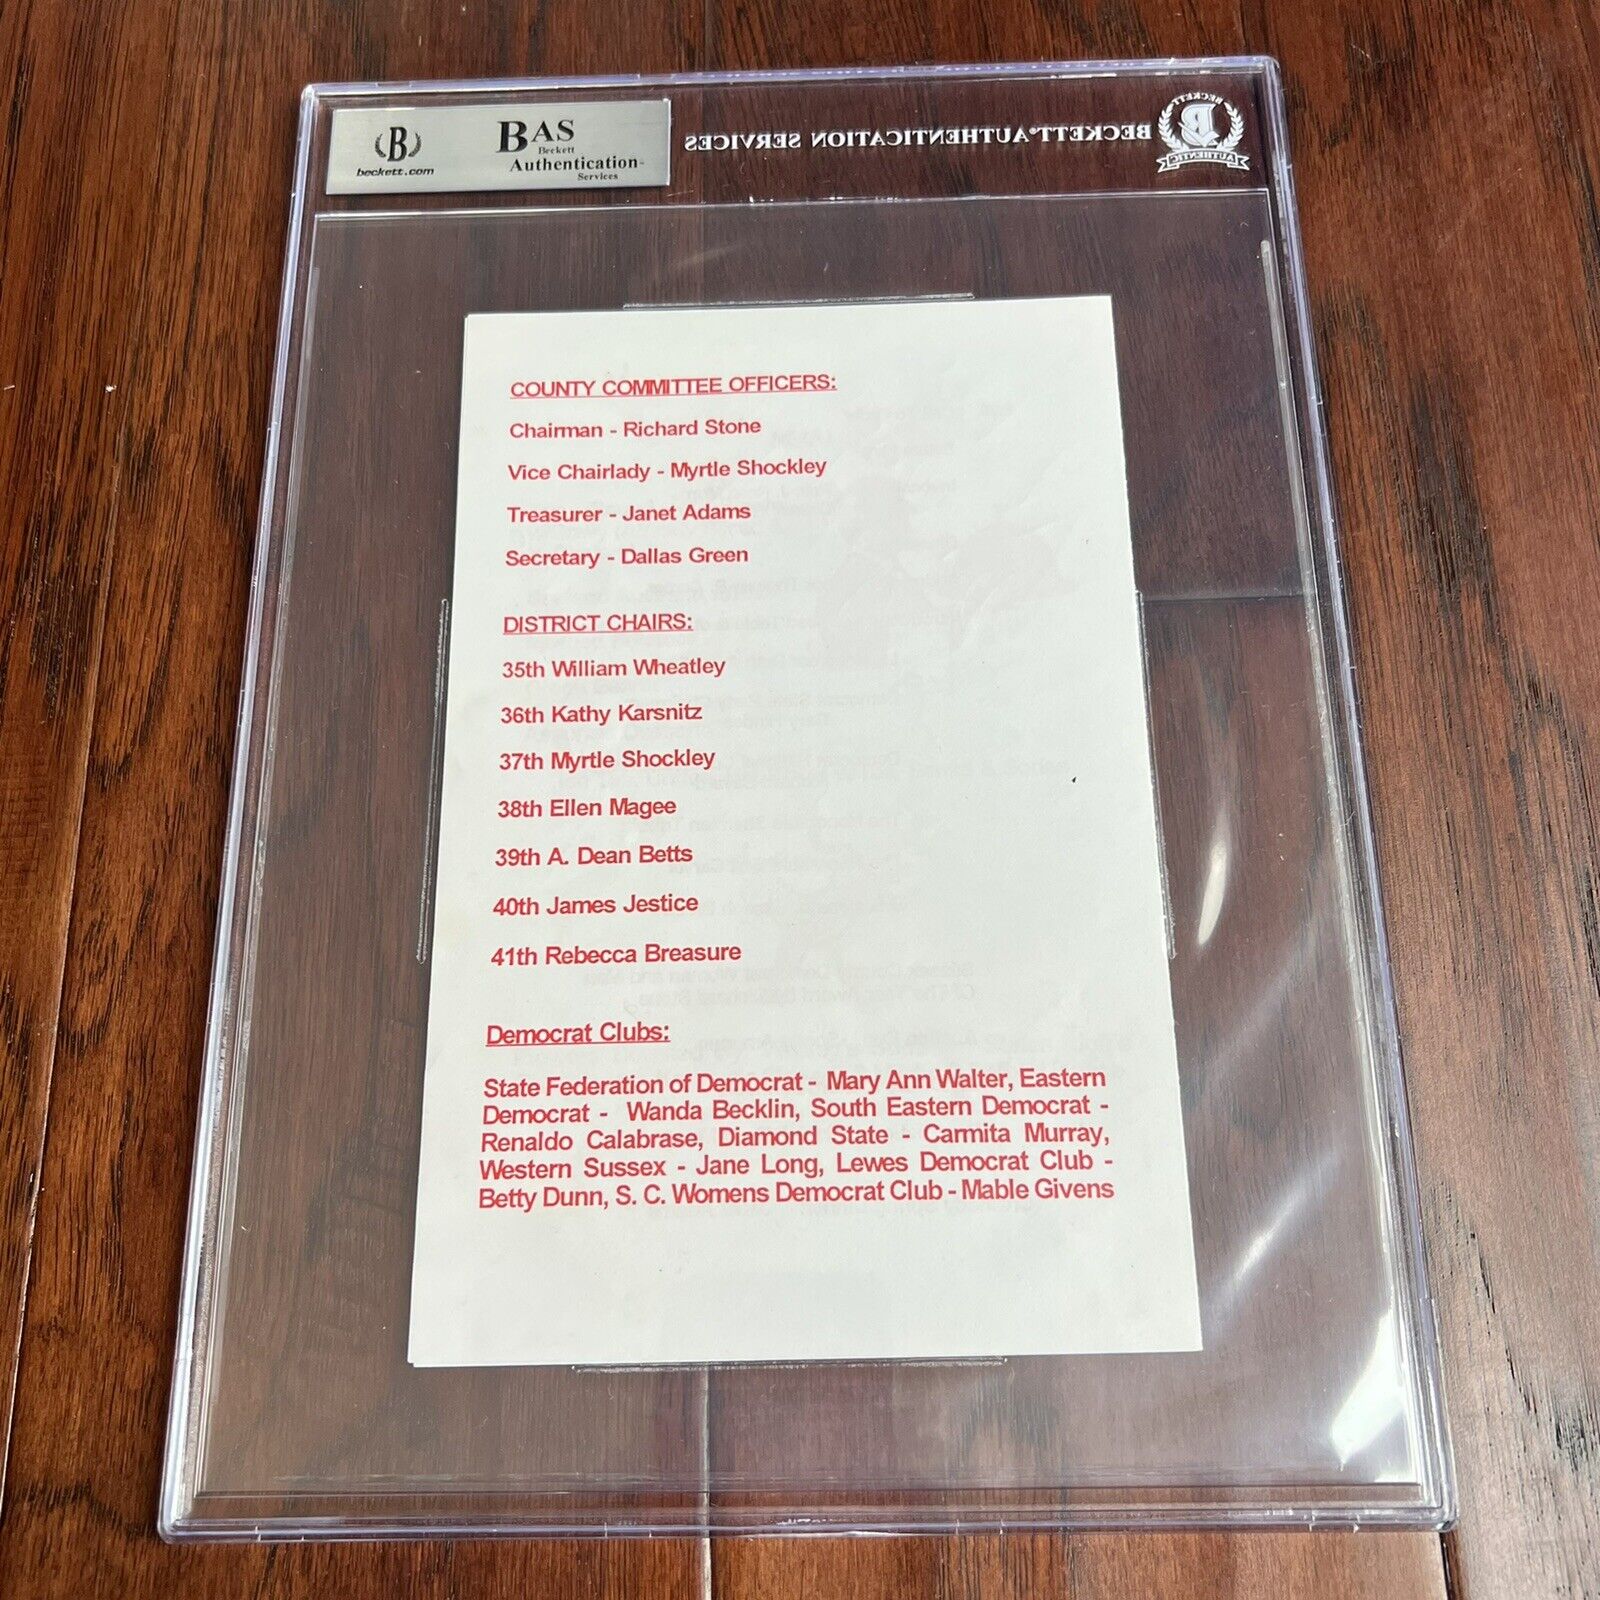 BAS
Beckett
Authentication
Services
B
beckett.com
BECKETT AUTHENTICATION SERVICES
BECKETT
B
AUTHENTIC
COUNTY COMMITTEE OFFICERS:
Chairman - Richard Stone
Vice Chairlady - Myrtle Shockley
Treasurer - Janet Adams
Secretary - Dallas Green
DISTRICT CHAIRS:
35th William Wheatley
36th Kathy Karsnitz
37th Myrtle Shockley
38th Ellen Magee
39th A. Dean Betts
40th James Jestice
41th Rebecca Breasure
Democrat Clubs:
State Federation of Democrat - Mary Ann Walter, Eastern
Democrat - Wanda Becklin, South Eastern Democrat -
Renaldo Calabrase, Diamond State - Carmita Murray,
Western Sussex - Jane Long, Lewes Democrat Club -
Betty Dunn, S. C. Womens Democrat Club - Mable Givens